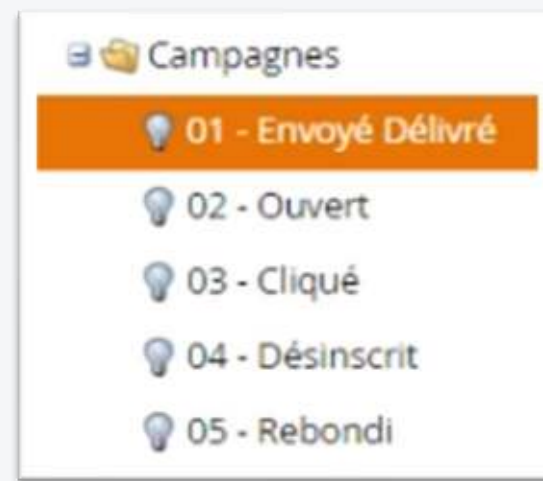 Campagnes
01 - Envoyé Délivré
02 - Ouvert
03 - Cliqué
04 - Désinscrit
05 - Rebondi